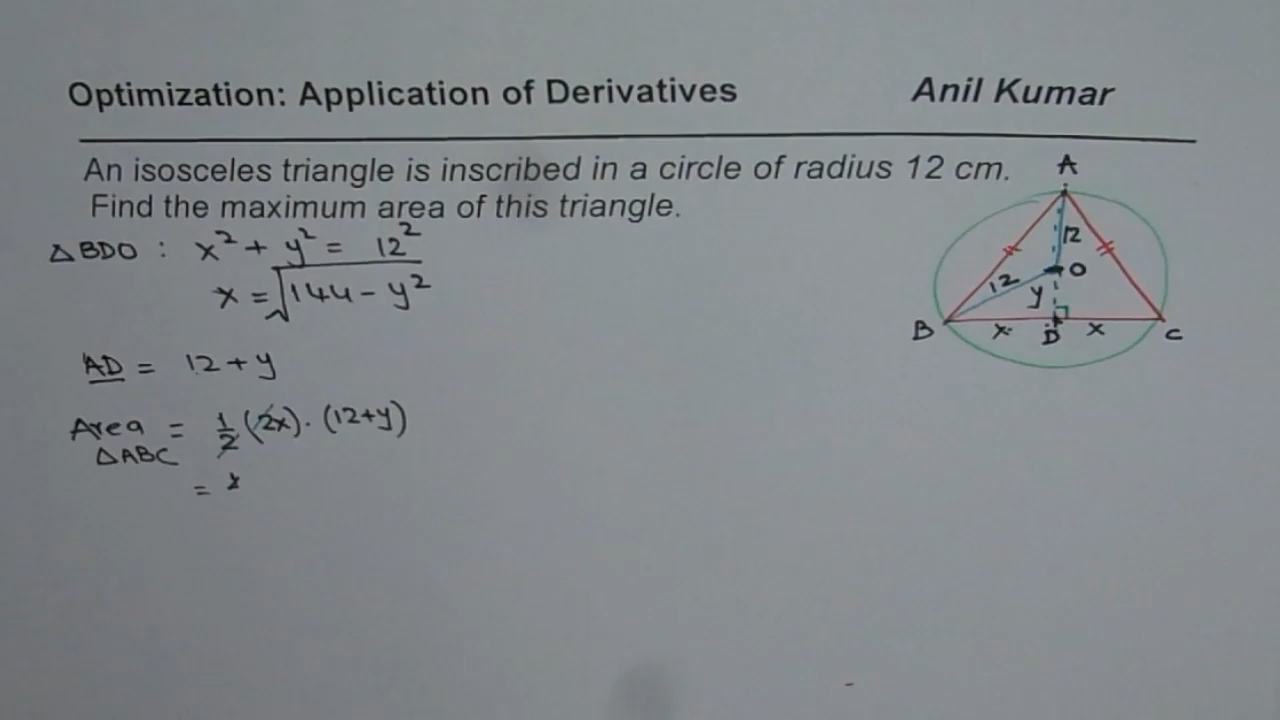 Optimization: Application of Derivatives Anil Kumar
An isosceles triangle is inscribed in a circle of radius 12 cm.
Find the maximum area of this triangle.
△BDO : x² + y² = 12²
x = √144 - y²
AD = 12 + y
Area = 1/2 (2x) · (12+y)
△ABC
= x
A
12
O
12
y
B x D x C